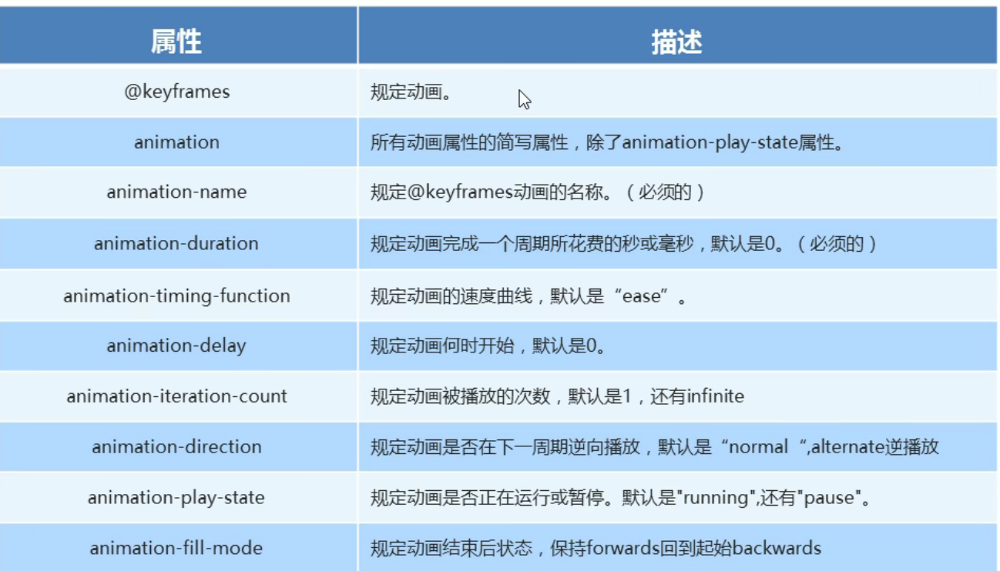 属性 描述
@keyframes 规定动画。
animation 所有动画属性的简写属性，除了animation-play-state属性。
animation-name 规定@keyframes动画的名称。（必须的）
animation-duration 规定动画完成一个周期所花费的秒或毫秒，默认是0。（必须的）
animation-timing-function 规定动画的速度曲线，默认是“ease”。
animation-delay 规定动画何时开始，默认是0。
animation-iteration-count 规定动画被播放的次数，默认是1，还有infinite
animation-direction 规定动画是否在下一周期逆向播放，默认是“normal“,alternate逆播放
animation-play-state 规定动画是否正在运行或暂停。默认是"running",还有"pause"。
animation-fill-mode 规定动画结束后状态，保持forwards回到起始backwards